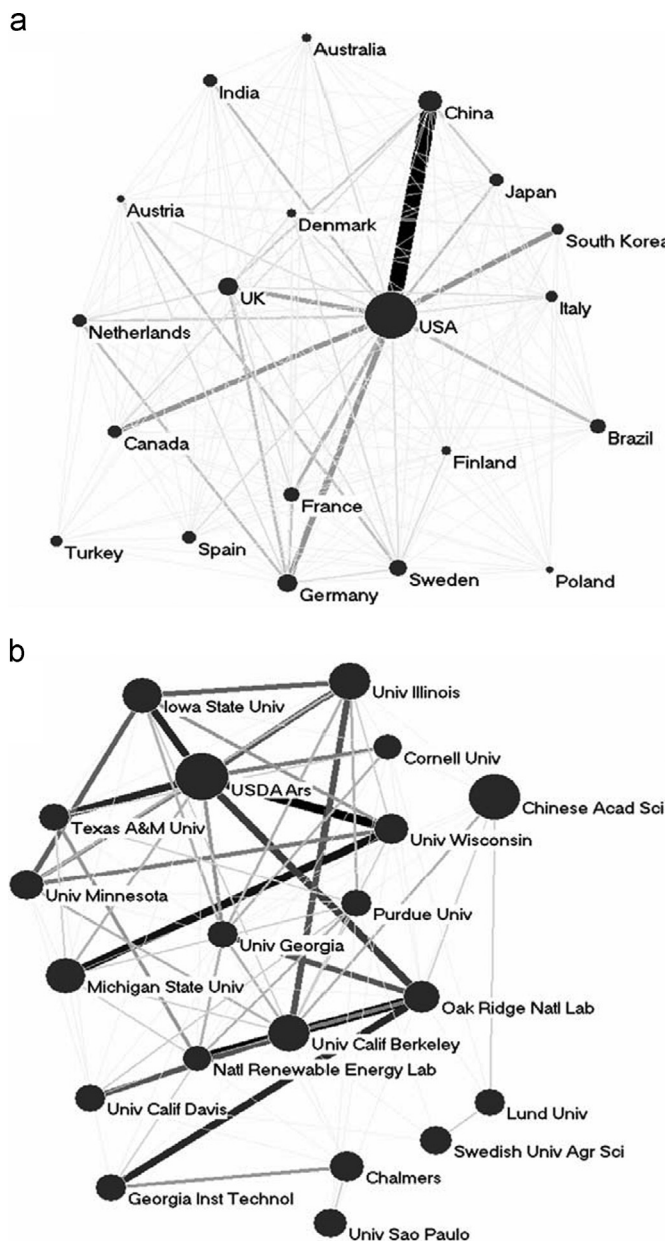 a
Australia
India
China
Japan
Austria
Denmark
South Korea
UK
Italy
USA
Netherlands
Canada
Brazil
Finland
France
Turkey
Spain
Sweden
Poland
Germany
b
Iowa State Univ
Univ Illinois
Cornell Univ
USDA Ars
Chinese Acad Sci
Texas A&M Univ
Univ Wisconsin
Univ Minnesota
Purdue Univ
Univ Georgia
Michigan State Univ
Oak Ridge Natl Lab
Univ Calif Berkeley
Natl Renewable Energy Lab
Univ Calif Davis
Lund Univ
Swedish Univ Agr Sci
Chalmers
Georgia Inst Technol
Univ Sao Paulo